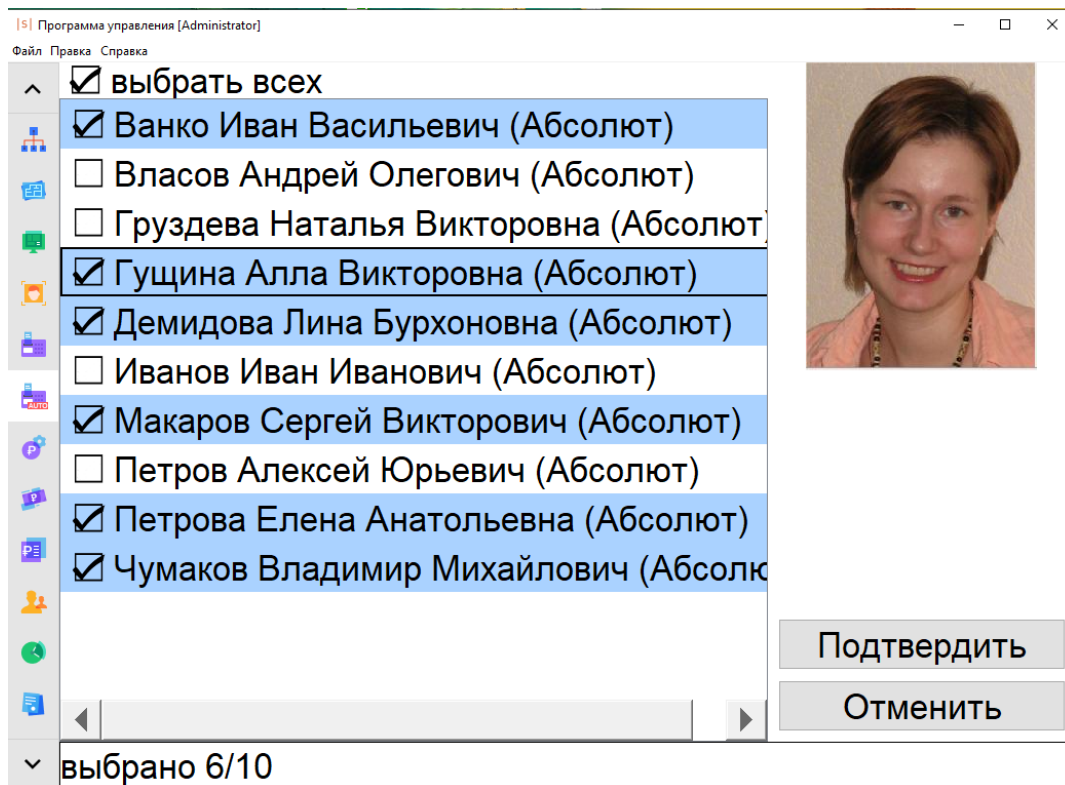 |S| Программа управления [Administrator]
Файл Правка Справка
выбрать всех
Ванко Иван Васильевич (Абсолют)
Власов Андрей Олегович (Абсолют)
Груздева Наталья Викторовна (Абсолют)
Гущина Алла Викторовна (Абсолют)
Демидова Лина Бурхоновна (Абсолют)
Иванов Иван Иванович (Абсолют)
Макаров Сергей Викторович (Абсолют)
AUTO
Петров Алексей Юрьевич (Абсолют)
Петрова Елена Анатольевна (Абсолют)
Чумаков Владимир Михайлович (Абсолю
Подтвердить
Отменить
выбрано 6/10